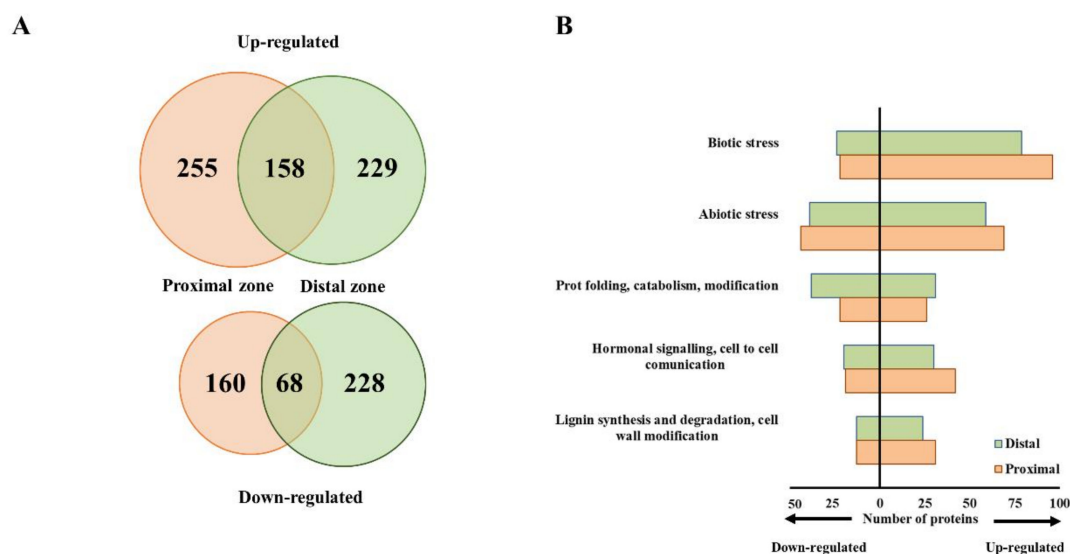 A
Up-regulated
255
158
229
Proximal zone
Distal zone
160
68
228
Down-regulated
B
Biotic stress
Abiotic stress
Prot folding, catabolism, modification
Hormonal signalling, cell to cell
comunication
Lignin synthesis and degradation, cell
wall modification
Distal
Proximal
50 25 0 25 50 75 100
Number of proteins
Down-regulated
Up-regulated